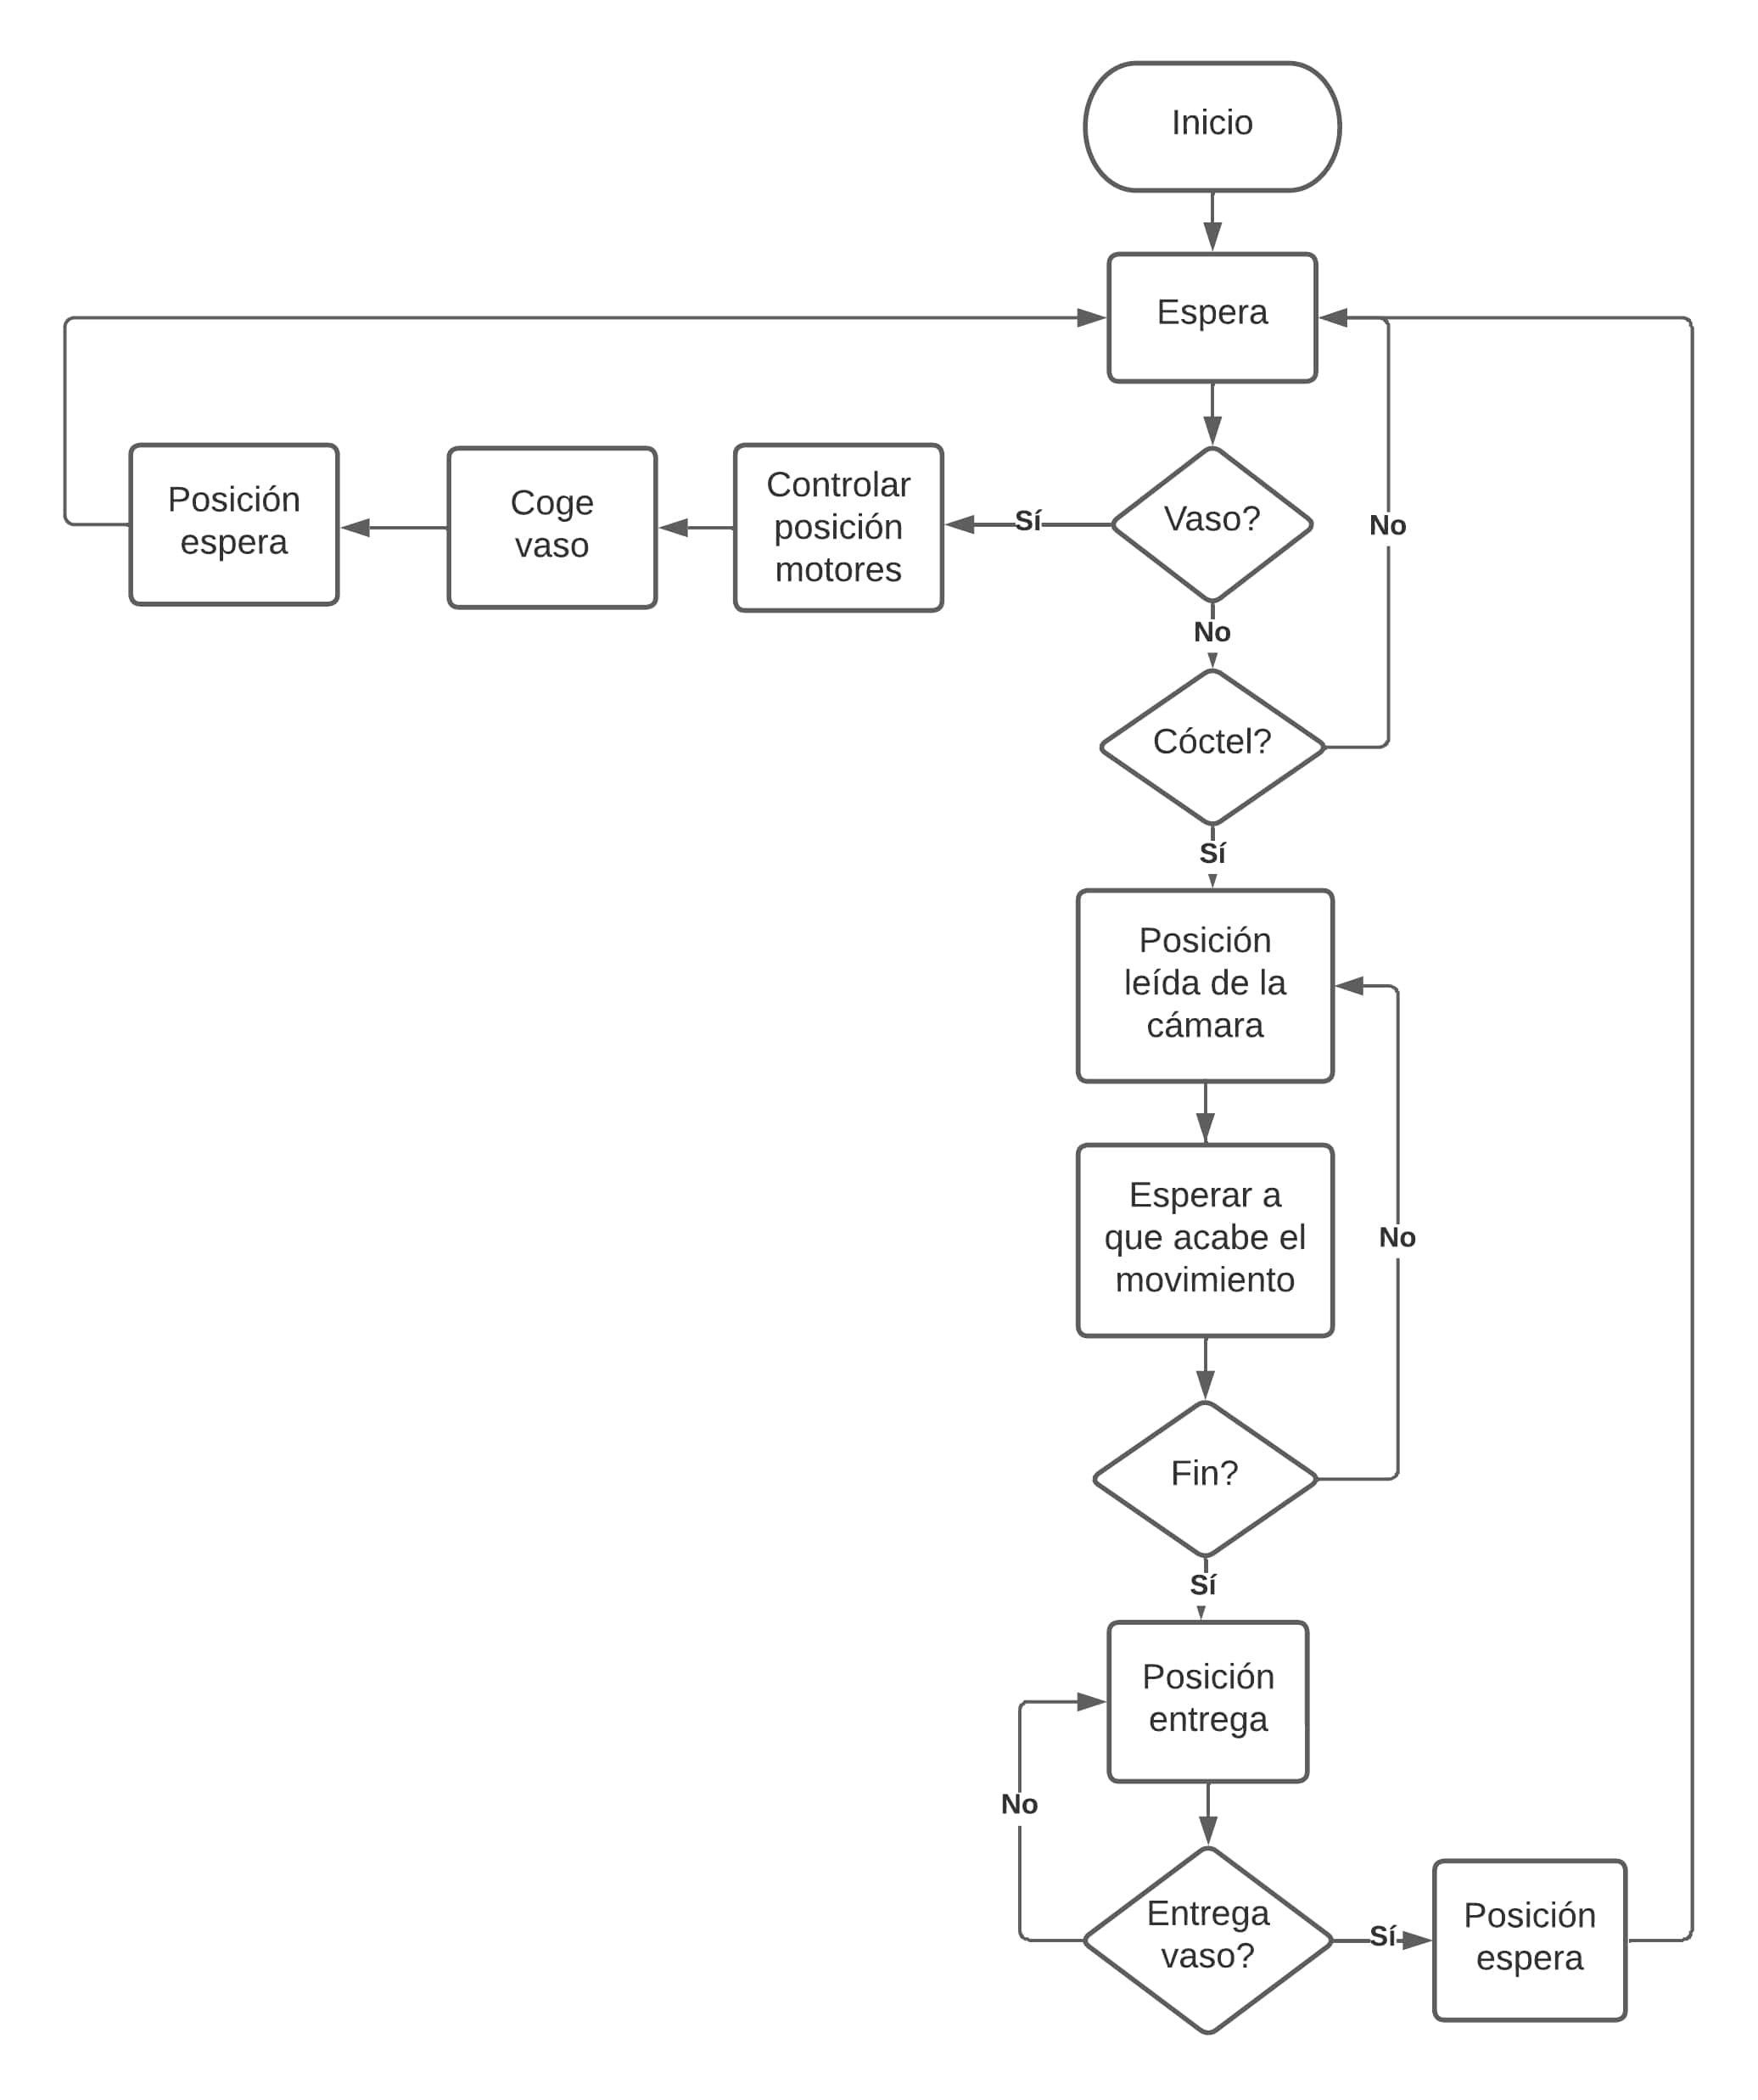 Inicio
Espera
Posición
espera
Coge
vaso
Controlar
posición
motores
Sí
Vaso?
No
No
Cóctel?
Sí
Posición
leída de la
cámara
Esperar a
que acabe el
movimiento
No
Fin?
Sí
Posición
entrega
No
Entrega
vaso?
Sí
Posición
espera